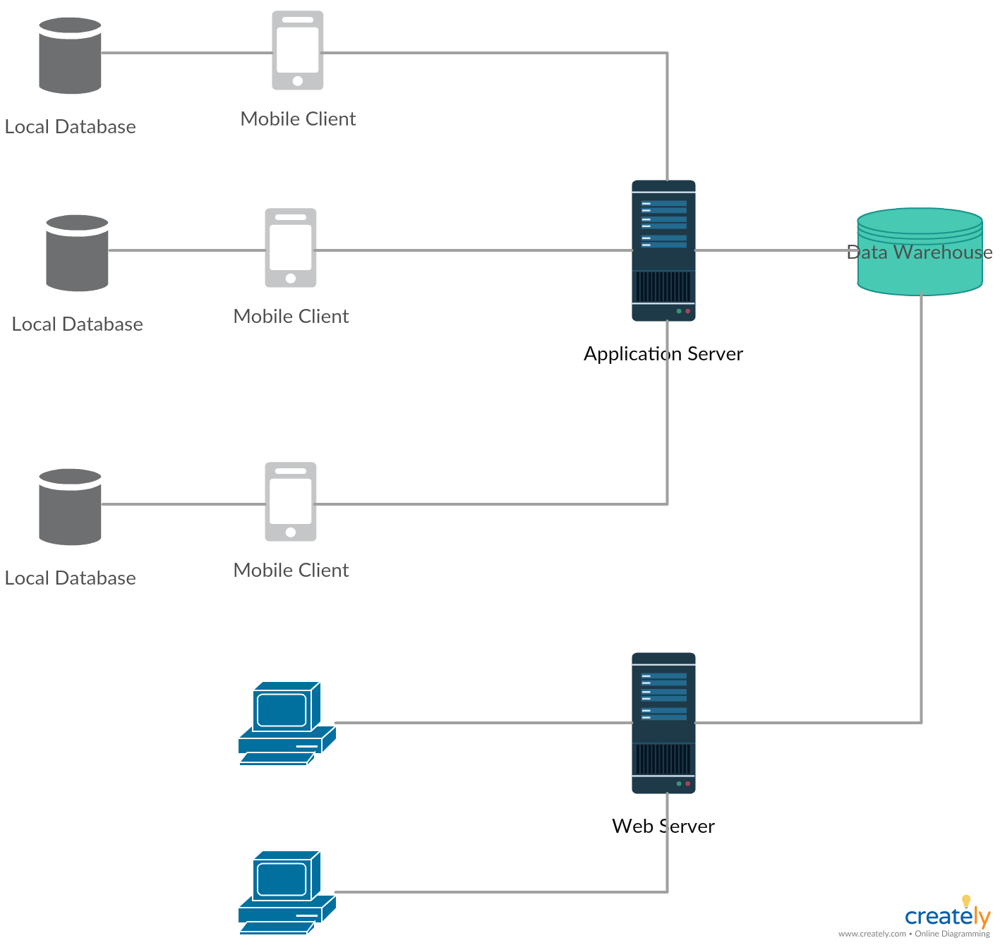 Local Database
Mobile Client
Data Warehouse
Local Database
Mobile Client
Application Server
Local Database
Mobile Client
Web Server
creately
www.creately.com • Online Diagramming